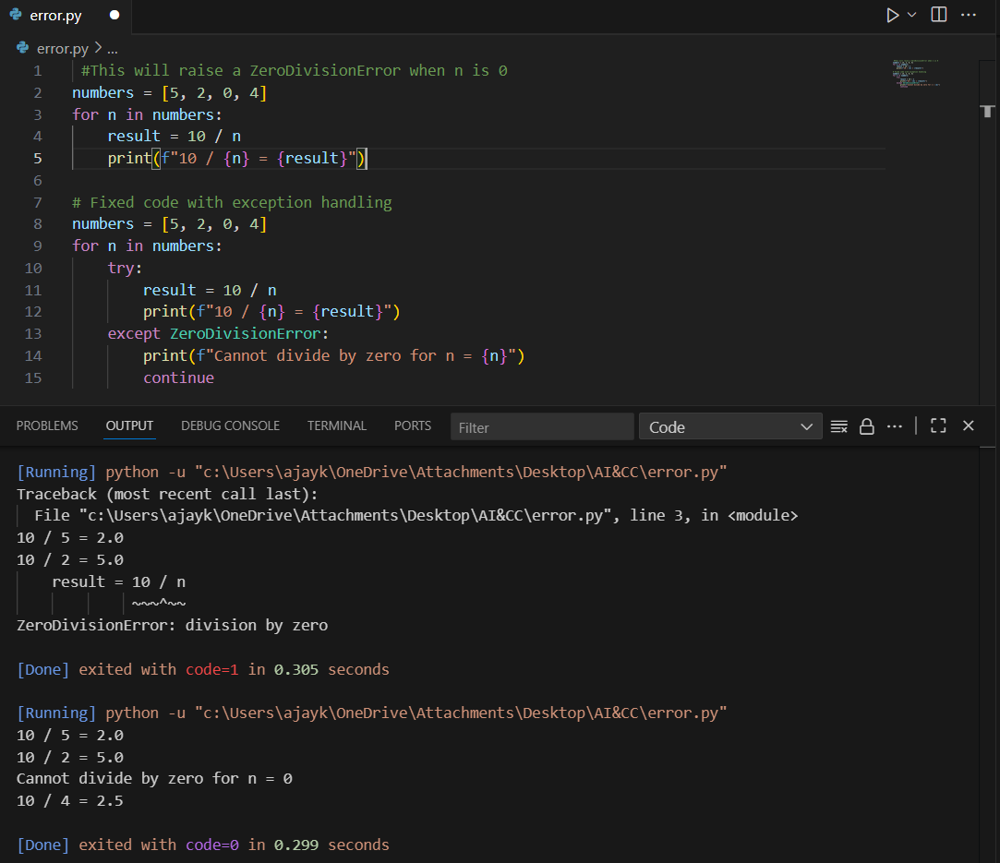 error.py
error.py > ...
1 #This will raise a ZeroDivisionError when n is 0
2 numbers = [5, 2, 0, 4]
3 for n in numbers:
4     result = 10 / n
5     print(f"10 / {n} = {result}")
6
7 # Fixed code with exception handling
8 numbers = [5, 2, 0, 4]
9 for n in numbers:
10     try:
11         result = 10 / n
12         print(f"10 / {n} = {result}")
13     except ZeroDivisionError:
14         print(f"Cannot divide by zero for n = {n}")
15         continue
PROBLEMS OUTPUT DEBUG CONSOLE TERMINAL PORTS Filter Code
[Running] python -u "c:\Users\ajayk\OneDrive\Attachments\Desktop\AI&CC\error.py"
Traceback (most recent call last):
  File "c:\Users\ajayk\OneDrive\Attachments\Desktop\AI&CC\error.py", line 3, in <module>
10 / 5 = 2.0
10 / 2 = 5.0
    result = 10 / n
             ~~~^~~
ZeroDivisionError: division by zero
[Done] exited with code=1 in 0.305 seconds
[Running] python -u "c:\Users\ajayk\OneDrive\Attachments\Desktop\AI&CC\error.py"
10 / 5 = 2.0
10 / 2 = 5.0
Cannot divide by zero for n = 0
10 / 4 = 2.5
[Done] exited with code=0 in 0.299 seconds